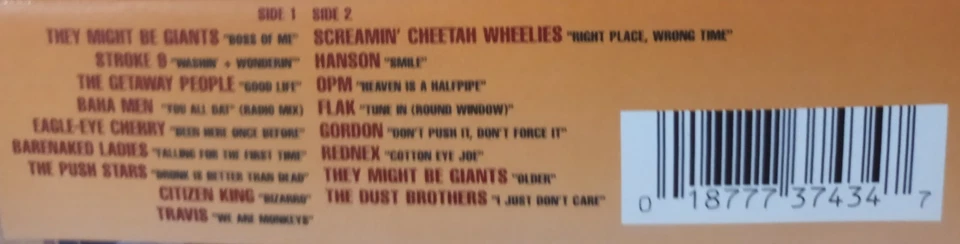 SIDE 1
THEY MIGHT BE GIANTS "BOSS OF ME"
STROKE 9 "WASHIN' + WONDERIN'"
THE GETAWAY PEOPLE "GOOD LIFE"
BAHA MEN "YOU ALL DAT" (RADIO MIX)
EAGLE-EYE CHERRY "BEEN HERE ONCE BEFORE"
BARENAKED LADIES "FALLING FOR THE FIRST TIME"
THE PUSH STARS "DRUNK IS BETTER THAN DEAD"
CITIZEN KING "BIZARRO"
TRAVIS "WE ARE MONKEYS"
SIDE 2
SCREAMIN' CHEETAH WHEELIES "RIGHT PLACE, WRONG TIME"
HANSON "SMILE"
OPM "HEAVEN IS A HALFPIPE"
FLAK "TUNE IN (ROUND WINDOW)"
GORDON "DON'T PUSH IT, DON'T FORCE IT"
REDNEX "COTTON EYE JOE"
THEY MIGHT BE GIANTS "OLDER"
THE DUST BROTHERS "I JUST DON'T CARE"
0 18777 37434 7